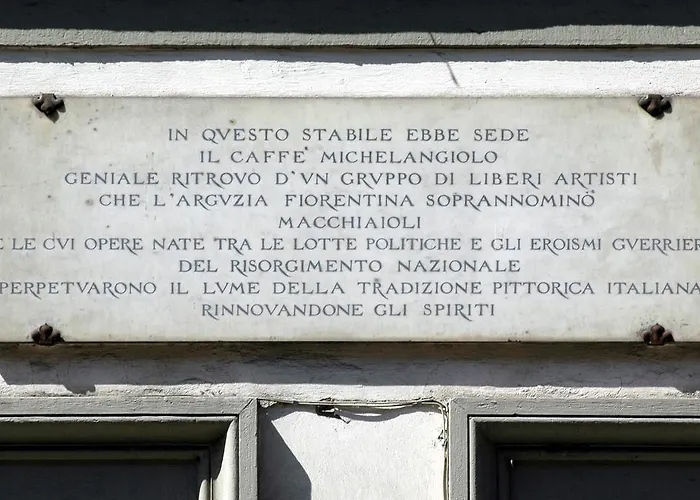 IN QVESTO STABILE EBBE SEDE
IL CAFFE' MICHELANGIOLO
GENIALE RITROVO D'VN GRVPPO DI LIBERI ARTISTI
CHE L'ARGVZIA FIORENTINA SOPRANNOMINÒ
MACCHIAIOLI
E LE CVI OPERE NATE TRA LE LOTTE POLITICHE E GLI EROISMI GVERRIER
DEL RISORGIMENTO NAZIONALE
PERPETVARONO IL LVME DELLA TRADIZIONE PITTORICA ITALIANA
RINNOVANDONE GLI SPIRITI